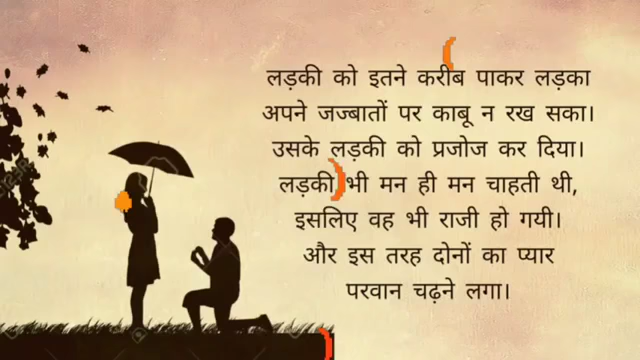 लड़की को इतने करीब पाकर लड़का
अपने जज्बातों पर काबू न रख सका।
उसके लड़की को प्रजोज कर दिया।
लड़की भी मन ही मन चाहती थी,
इसलिए वह भी राजी हो गयी।
और इस तरह दोनों का प्यार
परवान चढ़ने लगा।